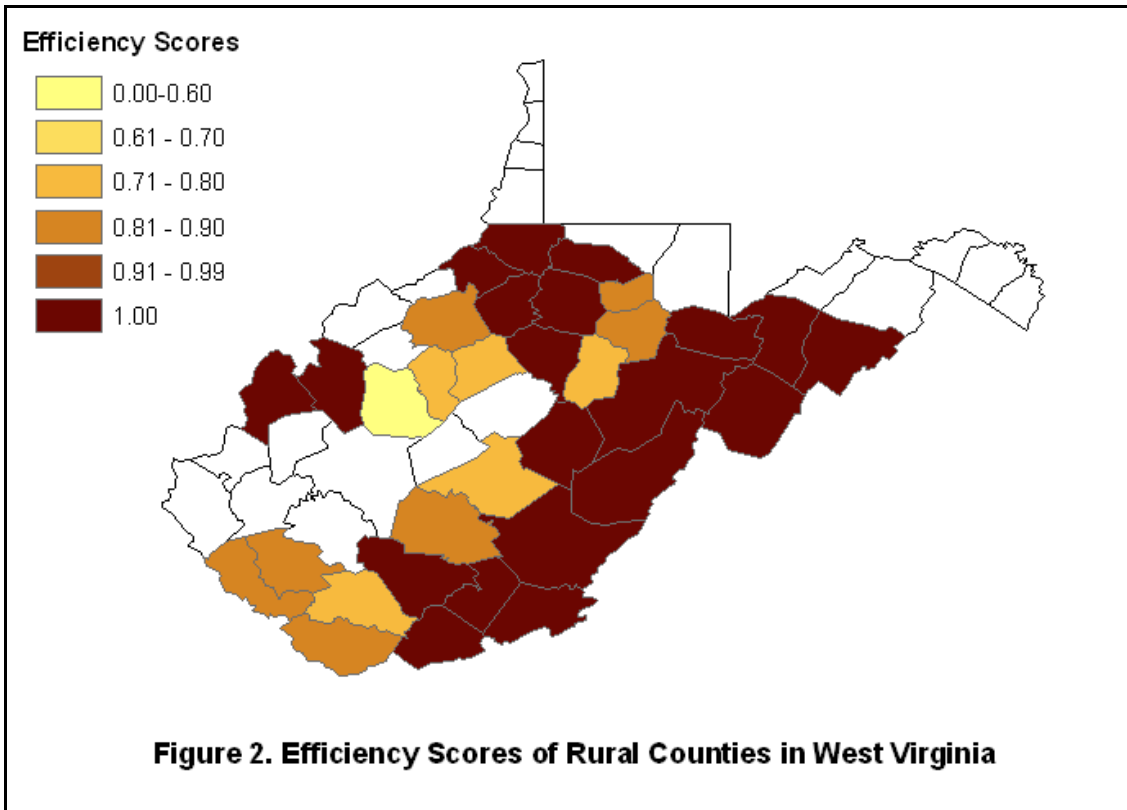 Efficiency Scores
0.00-0.60
0.61 - 0.70
0.71 - 0.80
0.81 - 0.90
0.91 - 0.99
1.00
Figure 2. Efficiency Scores of Rural Counties in West Virginia